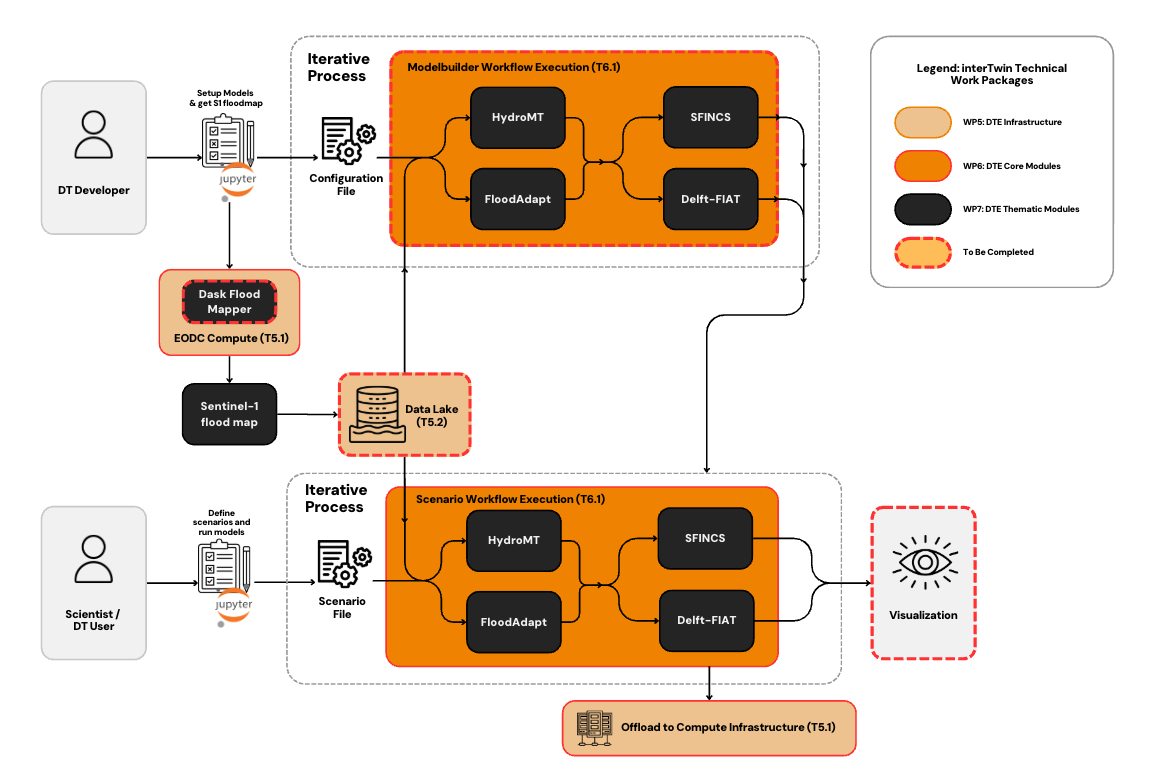 Iterative
Process
Modelbuilder Workflow Execution (T6.1)
Setup Models
& get S1 floodmap
HydroMT
SFINCS
FloodAdapt
Delft-FIAT
DT Developer
jupyter
Configuration
File
Legend: interTwin Technical
Work Packages
WP5: DTE Infrastructure
WP6: DTE Core Modules
WP7: DTE Thematic Modules
To Be Completed
Dask Flood
Mapper
EODC Compute (T5.1)
Sentinel-1
flood map
Data Lake
(T5.2)
Iterative
Process
Scenario Workflow Execution (T6.1)
Define
scenarios and
run models
HydroMT
SFINCS
FloodAdapt
Delft-FIAT
Scientist /
DT User
jupyter
Scenario
File
Visualization
Offload to Compute Infrastructure (T5.1)